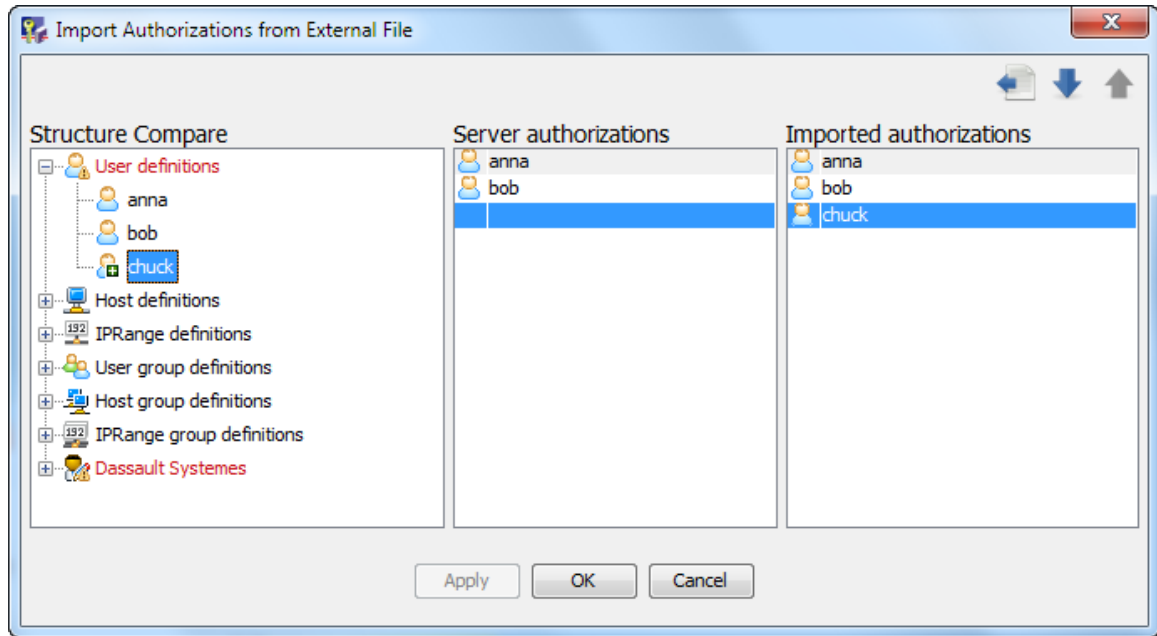 Import Authorizations from External File
x
Structure Compare
User definitions
anna
bob
chuck
Host definitions
192
IPRange definitions
User group definitions
Host group definitions
192
IPRange group definitions
Dassault Systemes
Server authorizations
anna
bob
Imported authorizations
anna
bob
chuck
Apply
OK
Cancel